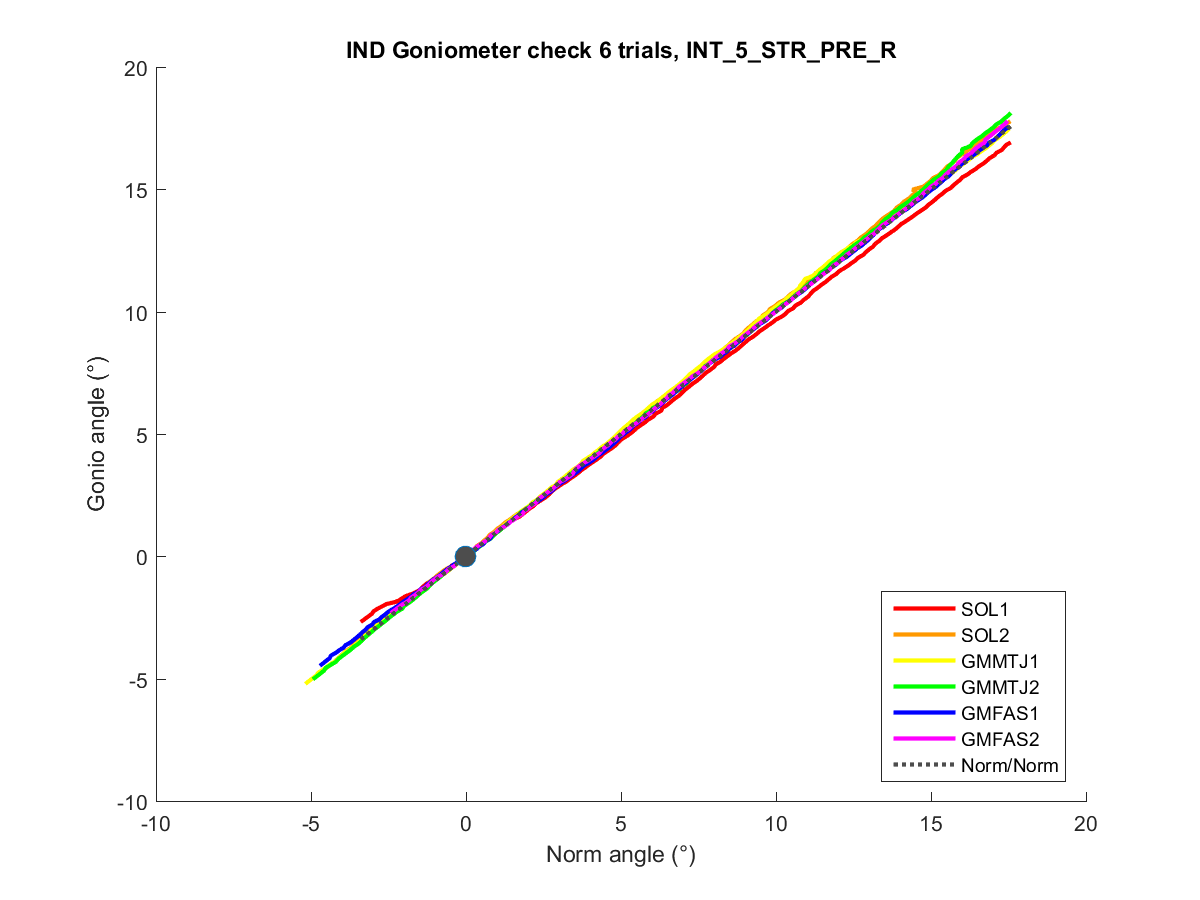 IND Goniometer check 6 trials, INT_5_STR_PRE_R
20
15
10
5
0
-5
-10
Gonio angle (°)
-10
-5
0
5
10
15
20
Norm angle (°)
SOL1
SOL2
GMMTJ1
GMMTJ2
GMFAS1
GMFAS2
Norm/Norm